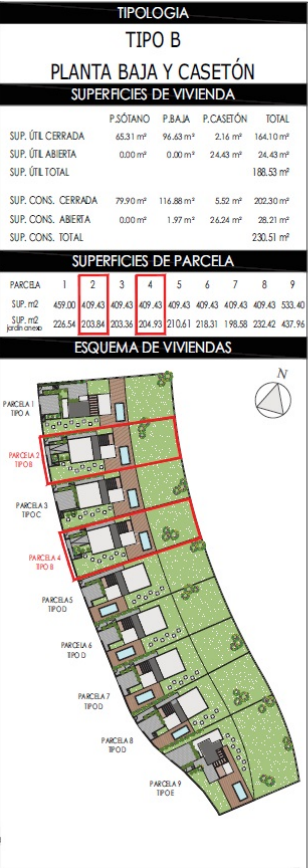 TIPOLOGIA
TIPO B
PLANTA BAJA Y CASETÓN
SUPERFICIES DE VIVIENDA
P.SÓTANO P.BAJA P.CASETÓN TOTAL
SUP. ÚTIL CERRADA 65.31 m² 96.63 m² 2.16 m² 164.10 m²
SUP. ÚTIL ABIERTA 0.00 m² 0.00 m² 24.43 m² 24.43 m²
SUP. ÚTIL TOTAL 188.53 m²
SUP. CONS. CERRADA 79.90 m² 116.88 m² 5.52 m² 202.30 m²
SUP. CONS. ABIERTA 0.00 m² 1.97 m² 26.24 m² 28.21 m²
SUP. CONS. TOTAL 230.51 m²
SUPERFICIES DE PARCELA
PARCELA 1 2 3 4 5 6 7 8 9
SUP. m2 459.00 409.43 409.43 409.43 409.43 409.43 409.43 409.43 533.40
SUP. m2 226.54 203.84 203.36 204.93 210.61 218.31 198.58 232.42 437.96
jardín anexo
ESQUEMA DE VIVIENDAS
N
PARCELA 1
TIPO A
PARCELA 2
TIPO B
PARCELA 3
TIPO C
PARCELA 4
TIPO B
PARCELA 5
TIPO D
PARCELA 6
TIPO D
PARCELA 7
TIPO D
PARCELA 8
TIPO D
PARCELA 9
TIPO E